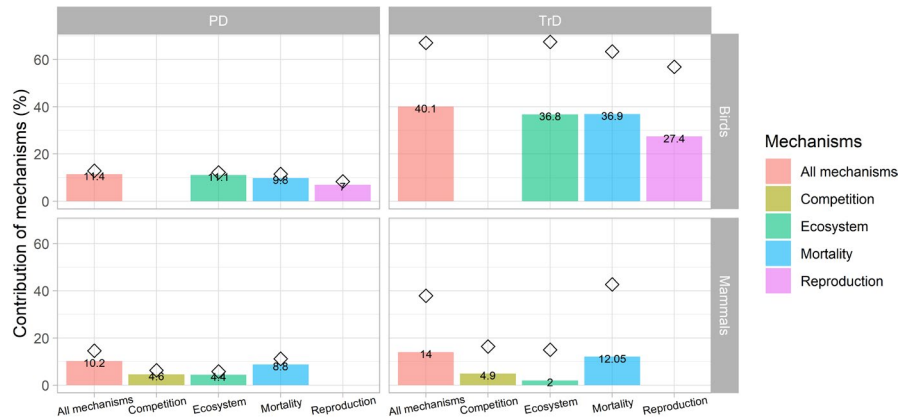 PD
TrD
Contribution of mechanisms (%)
60
40
20
0
11.4
11.1
9.8
7
40.1
36.8
36.9
27.4
Birds
60
40
20
0
10.2
4.6
4.4
8.8
14
4.9
2
12.05
Mammals
All mechanisms
Competition
Ecosystem
Mortality
Reproduction
All mechanisms
Competition
Ecosystem
Mortality
Reproduction
Mechanisms
All mechanisms
Competition
Ecosystem
Mortality
Reproduction